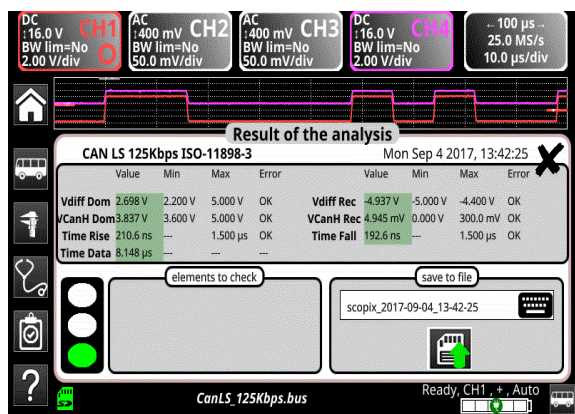 DC
↕16.0 V CH1
BW lim=No
2.00 V/div
AC
↕400 mV CH2
BW lim=No
50.0 mV/div
AC
↕400 mV CH3
BW lim=No
50.0 mV/div
DC
↕16.0 V CH4
BW lim=No
2.00 V/div
←100 µs→
25.0 MS/s
10.0 µs/div
Result of the analysis
CAN LS 125Kbps ISO-11898-3 Mon Sep 4 2017, 13:42:25
Value Min Max Error Value Min Max Error
Vdiff Dom 2.698 V 2.200 V 5.000 V OK Vdiff Rec -4.937 V -5.000 V -4.400 V OK
VCanH Dom 3.837 V 3.600 V 5.000 V OK VCanH Rec 4.945 mV 0.000 V 300.0 mV OK
Time Rise 210.6 ns --- 1.500 µs OK Time Fall 192.6 ns --- 1.500 µs OK
Time Data 8.148 µs --- --- ---
elements to check
save to file
scopix_2017-09-04_13-42-25
?
SD
CanLS_125Kbps.bus
Ready, CH1 , + , Auto